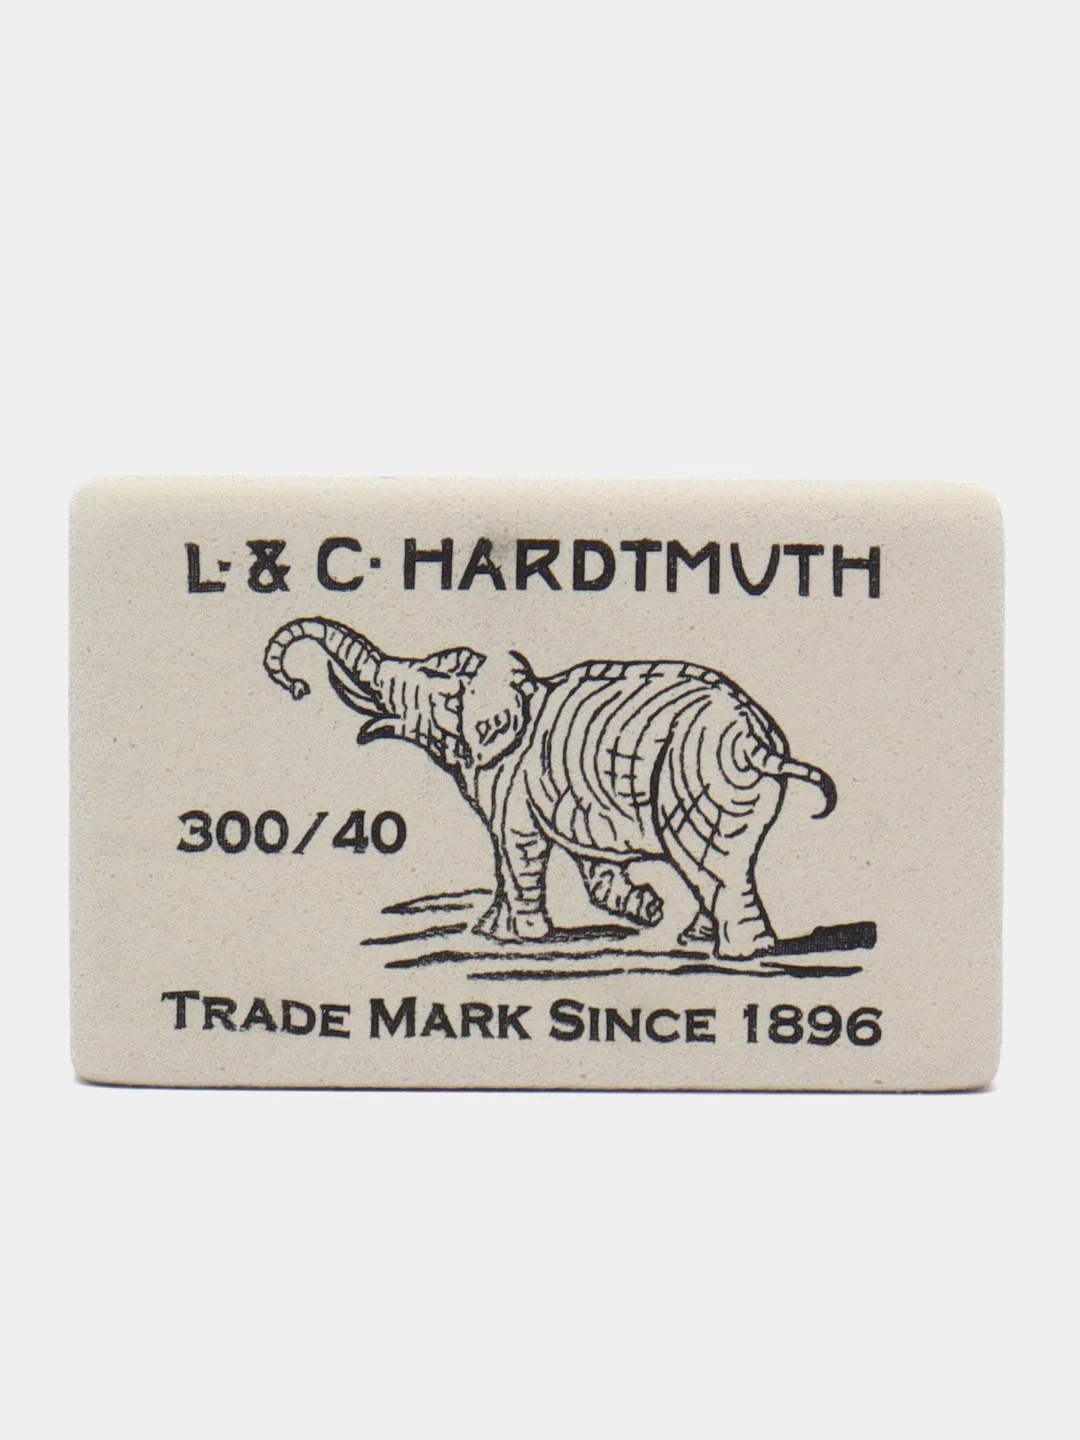 L. & C. HARDTMUTH
300/40
TRADE MARK SINCE 1896